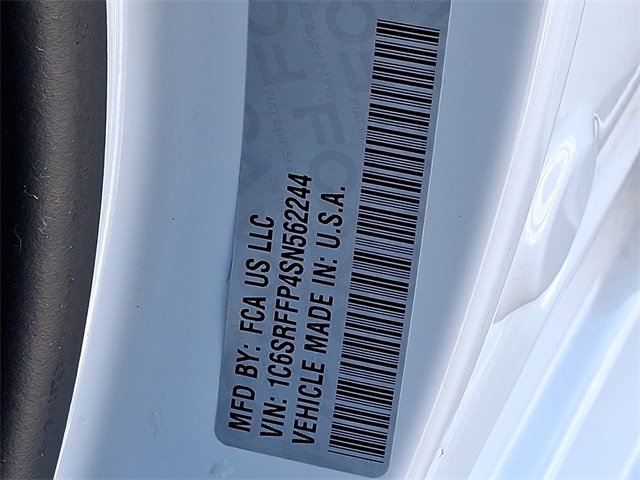 MFD BY: FCA US LLC
VIN: 1C6SRFFP4SN562244
VEHICLE MADE IN: U.S.A.